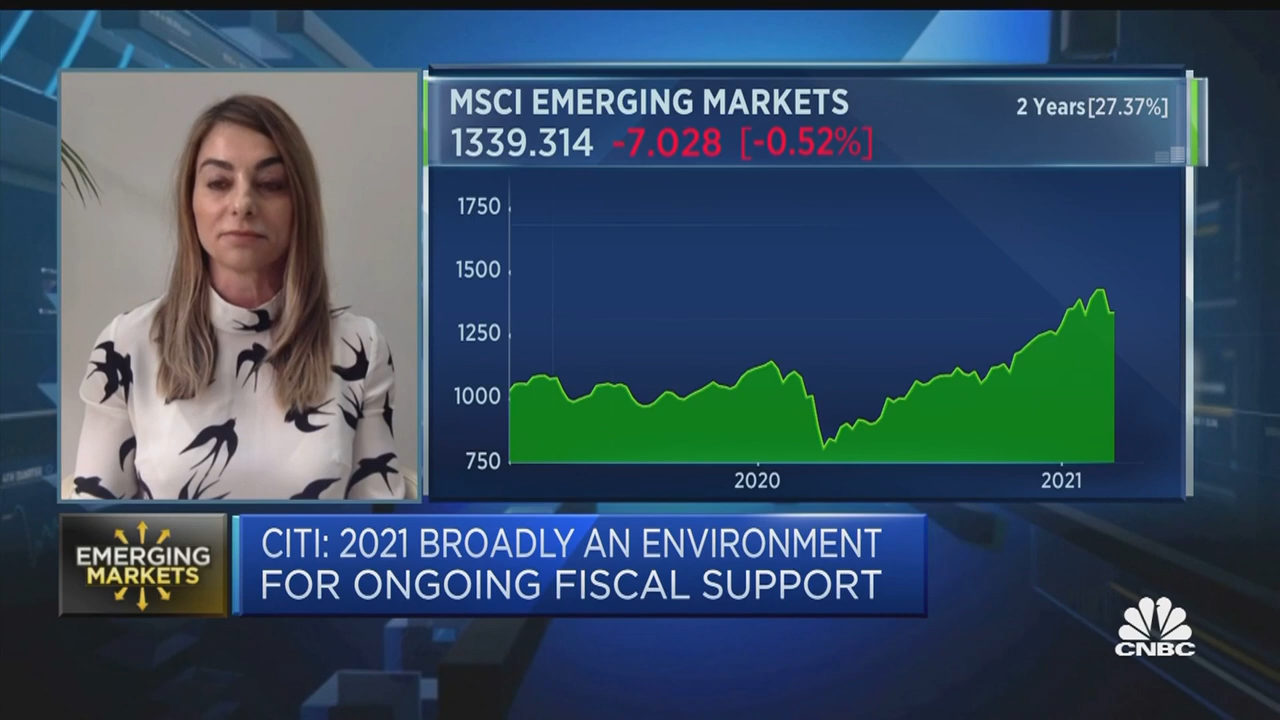 MSCI EMERGING MARKETS
2 Years[27.37%]
1339.314 -7.028 [-0.52%]
1750
1500
1250
1000
750
2020
2021
EMERGING
MARKETS
CITI: 2021 BROADLY AN ENVIRONMENT
FOR ONGOING FISCAL SUPPORT
CNBC